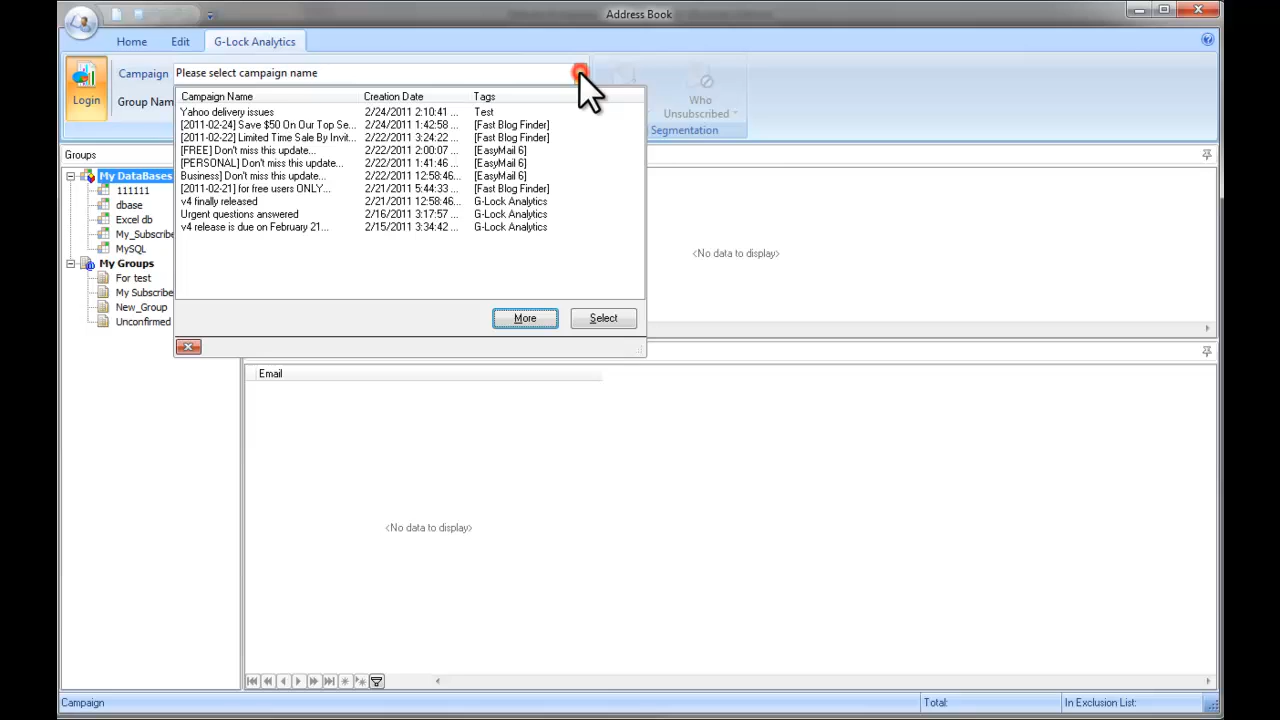 Address Book
Home Edit G-Lock Analytics
Login
Campaign Please select campaign name
Group Nam
Who
Unsubscribed
Segmentation
Campaign Name Creation Date Tags
Yahoo delivery issues 2/24/2011 2:10:41 ... Test
[2011-02-24] Save $50 On Our Top Se... 2/24/2011 1:42:58 ... [Fast Blog Finder]
[2011-02-22] Limited Time Sale By Invit... 2/22/2011 3:24:22 ... [Fast Blog Finder]
[FREE] Don't miss this update... 2/22/2011 2:00:07 ... [EasyMail 6]
[PERSONAL] Don't miss this update... 2/22/2011 1:41:46 ... [EasyMail 6]
Business] Don't miss this update... 2/22/2011 12:58:46... [EasyMail 6]
[2011-02-21] for free users ONLY... 2/21/2011 5:44:33 ... [Fast Blog Finder]
v4 finally released 2/21/2011 12:58:46... G-Lock Analytics
Urgent questions answered 2/16/2011 3:17:57 ... G-Lock Analytics
v4 release is due on February 21... 2/15/2011 3:34:42 ... G-Lock Analytics
More Select
Groups
My DataBases
111111
dbase
Excel db
My_Subscribe
MySQL
My Groups
For test
My Subscribe
New_Group
Unconfirmed
<No data to display>
Email
<No data to display>
Campaign Total: In Exclusion List: